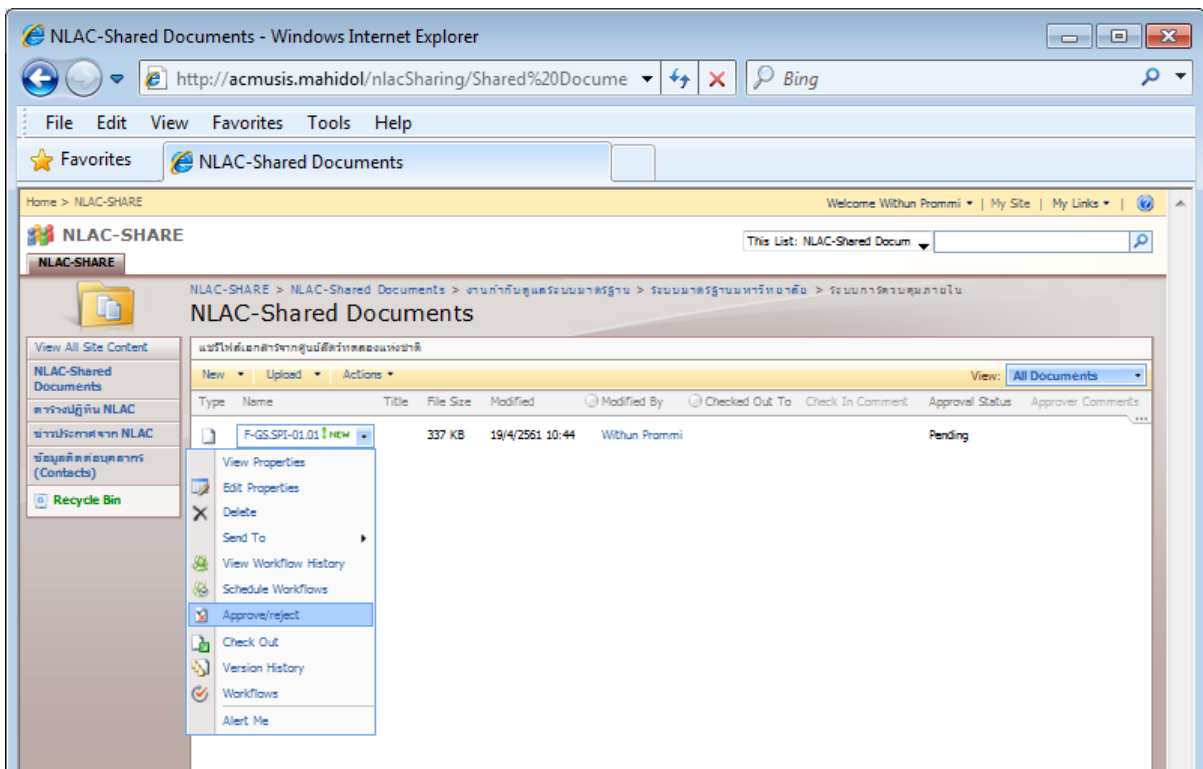 NLAC-Shared Documents - Windows Internet Explorer
http://acmusis.mahidol/nlacSharing/Shared%20Docume
Bing
File Edit View Favorites Tools Help
Favorites
NLAC-Shared Documents
Home > NLAC-SHARE
Welcome Withun Prommi | My Site | My Links |
NLAC-SHARE
This List: NLAC-Shared Docum
NLAC-SHARE
NLAC-SHARE > NLAC-Shared Documents > งานกำกับดูแลระบบมาตรฐาน > ระบบมาตรฐานมหาวิทยาลัย > ระบบการควบคุมภายใน
NLAC-Shared Documents
View All Site Content
แชร์ไฟล์เอกสารจากศูนย์สัตว์ทดลองแห่งชาติ
NLAC-Shared
Documents
New Upload Actions
View: All Documents
Type Name Title File Size Modified Modified By Checked Out To Check In Comment Approval Status Approver Comments
ตารางปฏิทิน NLAC
ข่าวประกาศจาก NLAC
F-GS.SPI-01.01 NEW 337 KB 19/4/2561 10:44 Withun Prommi Pending
ข้อมูลติดต่อบุคลากร
(Contacts)
Recycle Bin
View Properties
Edit Properties
Delete
Send To
View Workflow History
Schedule Workflows
Approve/reject
Check Out
Version History
Workflows
Alert Me